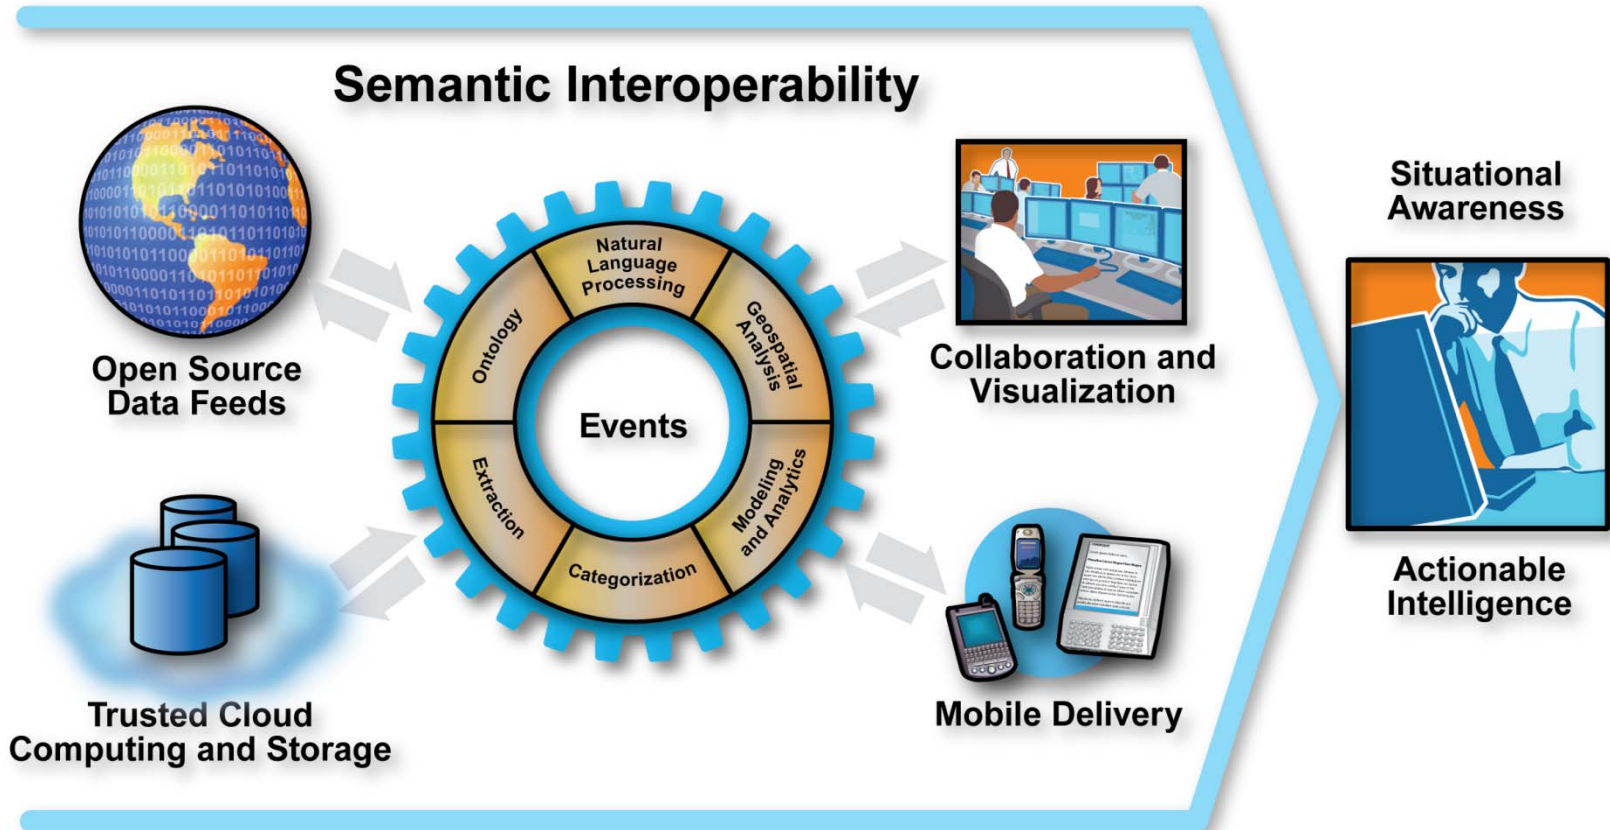 Semantic Interoperability
Open Source
Data Feeds
Trusted Cloud
Computing and Storage
Natural
Language
Processing
Geospatial
Analysis
Modeling
and Analytics
Categorization
Extraction
Ontology
Events
Collaboration and
Visualization
Mobile Delivery
Situational
Awareness
Actionable
Intelligence